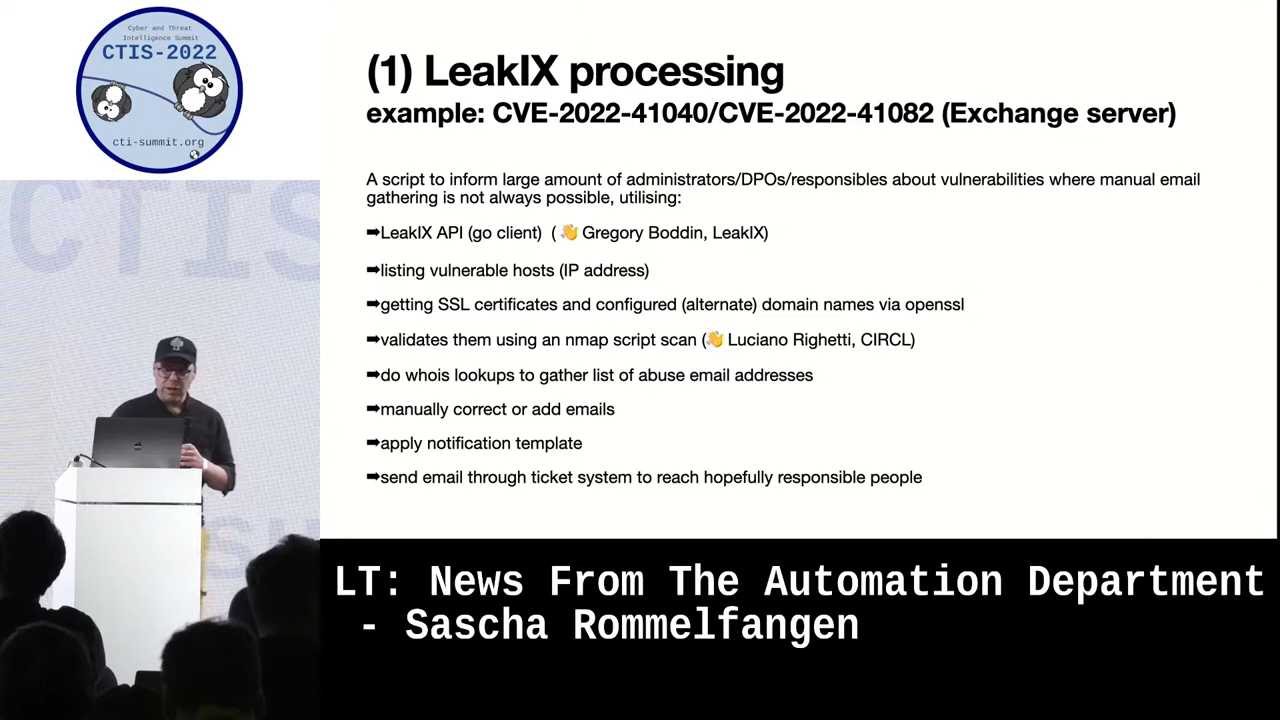 Cyber and Threat
Intelligence Summit
CTIS-2022
cti-summit.org
CTIS
(1) LeakIX processing
example: CVE-2022-41040/CVE-2022-41082 (Exchange server)
A script to inform large amount of administrators/DPOs/responsibles about vulnerabilities where manual email
gathering is not always possible, utilising:
➡LeakIX API (go client) ( 👋 Gregory Boddin, LeakIX)
➡listing vulnerable hosts (IP address)
➡getting SSL certificates and configured (alternate) domain names via openssl
➡validates them using an nmap script scan (👋 Luciano Righetti, CIRCL)
➡do whois lookups to gather list of abuse email addresses
➡manually correct or add emails
➡apply notification template
➡send email through ticket system to reach hopefully responsible people
LT: News From The Automation Department
- Sascha Rommelfangen